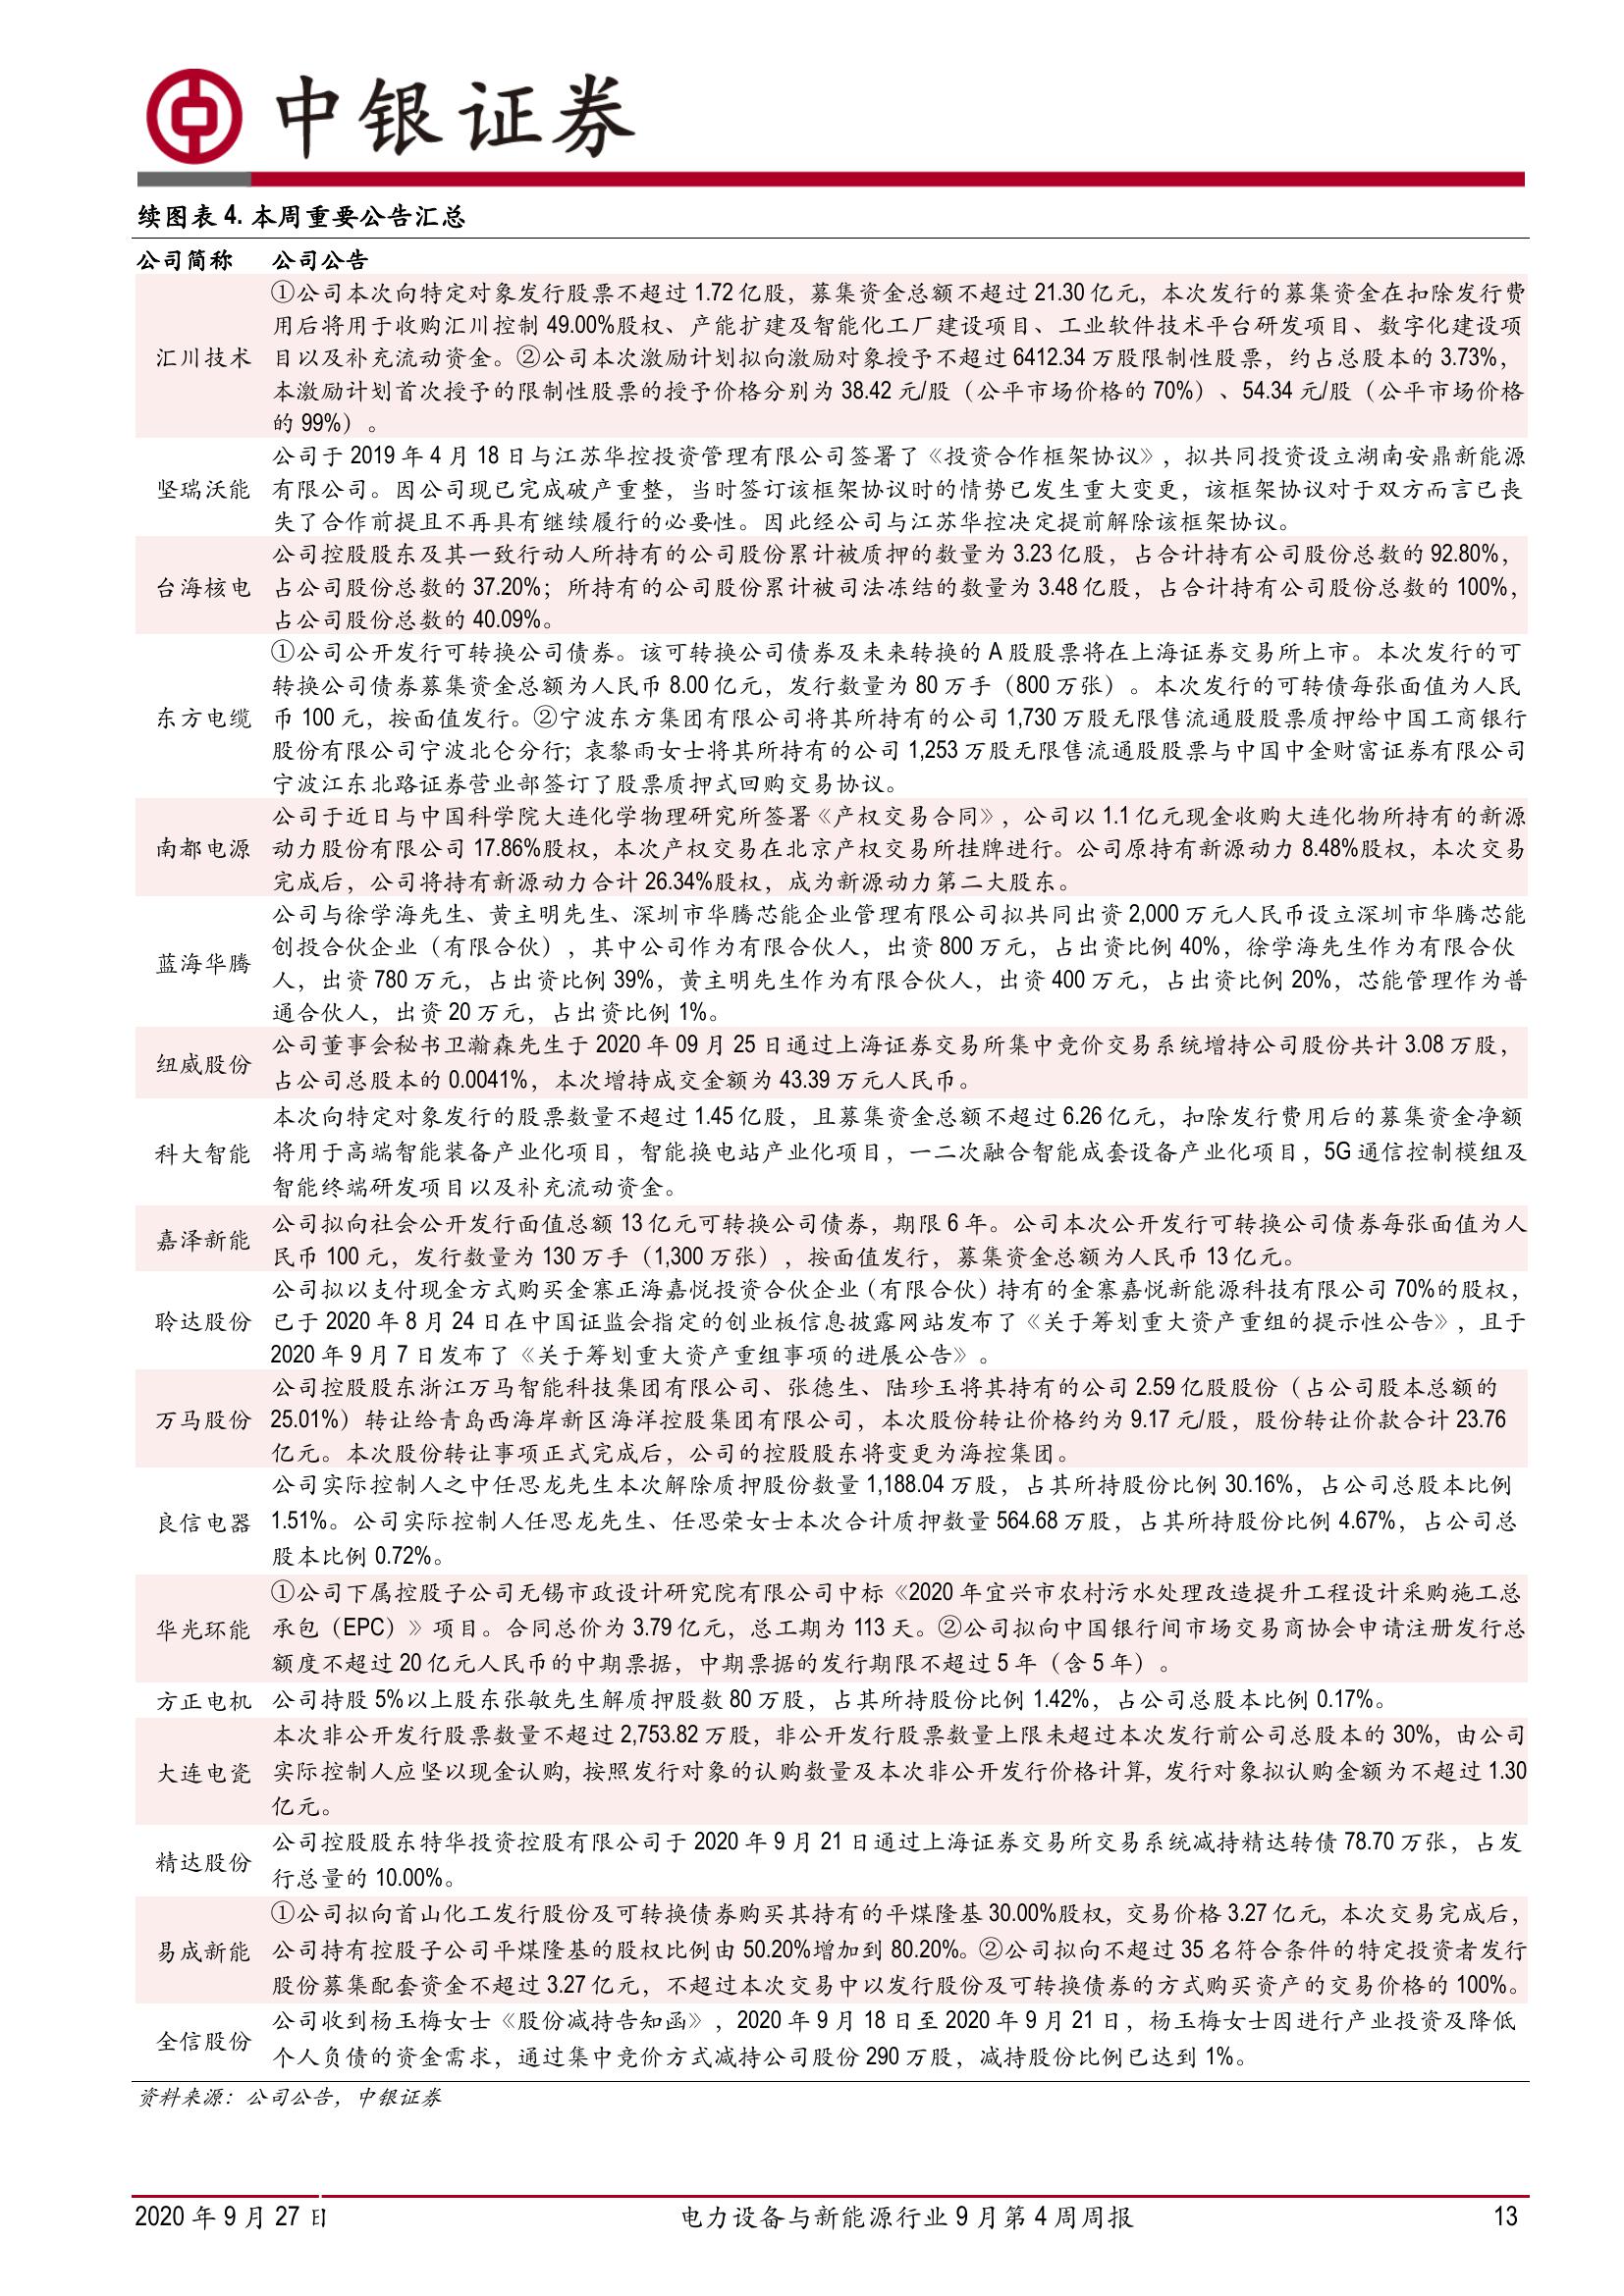 中银证券
续图表 4. 本周重要公告汇总
公司简称 公司公告
①公司本次向特定对象发行股票不超过 1.72 亿股，募集资金总额不超过 21.30 亿元，本次发行的募集资金在扣除发行费
用后将用于收购汇川控制 49.00%股权、产能扩建及智能化工厂建设项目、工业软件技术平台研发项目、数字化建设项
汇川技术 目以及补充流动资金。②公司本次激励计划拟向激励对象授予不超过 6412.34 万股限制性股票，约占总股本的 3.73%，
本激励计划首次授予的限制性股票的授予价格分别为 38.42 元/股（公平市场价格的 70%）、54.34 元/股（公平市场价格
的 99%）。
公司于 2019 年 4 月 18 日与江苏华控投资管理有限公司签署了《投资合作框架协议》，拟共同投资设立湖南安鼎新能源
坚瑞沃能 有限公司。因公司现已完成破产重整，当时签订该框架协议时的情势已发生重大变更，该框架协议对于双方而言已丧
失了合作前提且不再具有继续履行的必要性。因此经公司与江苏华控决定提前解除该框架协议。
公司控股股东及其一致行动人所持有的公司股份累计被质押的数量为 3.23 亿股，占合计持有公司股份总数的 92.80%，
台海核电 占公司股份总数的 37.20%；所持有的公司股份累计被司法冻结的数量为 3.48 亿股，占合计持有公司股份总数的 100%，
占公司股份总数的 40.09%。
①公司公开发行可转换公司债券。该可转换公司债券及未来转换的 A 股股票将在上海证券交易所上市。本次发行的可
转换公司债券募集资金总额为人民币 8.00 亿元，发行数量为 80 万手（800 万张）。本次发行的可转债每张面值为人民
东方电缆 币 100 元，按面值发行。②宁波东方集团有限公司将其所持有的公司 1,730 万股无限售流通股股票质押给中国工商银行
股份有限公司宁波北仑分行；袁黎雨女士将其所持有的公司 1,253 万股无限售流通股股票与中国中金财富证券有限公司
宁波江东北路证券营业部签订了股票质押式回购交易协议。
公司于近日与中国科学院大连化学物理研究所签署《产权交易合同》，公司以 1.1 亿元现金收购大连化物所持有的新源
南都电源 动力股份有限公司 17.86%股权，本次产权交易在北京产权交易所挂牌进行。公司原持有新源动力 8.48%股权，本次交易
完成后，公司将持有新源动力合计 26.34%股权，成为新源动力第二大股东。
公司与徐学海先生、黄主明先生、深圳市华腾芯能企业管理有限公司拟共同出资 2,000 万元人民币设立深圳市华腾芯能
创投合伙企业（有限合伙），其中公司作为有限合伙人，出资 800 万元，占出资比例 40%，徐学海先生作为有限合伙
蓝海华腾 人，出资 780 万元，占出资比例 39%，黄主明先生作为有限合伙人，出资 400 万元，占出资比例 20%，芯能管理作为普
通合伙人，出资 20 万元，占出资比例 1%。
公司董事会秘书卫瀚森先生于 2020 年 09 月 25 日通过上海证券交易所集中竞价交易系统增持公司股份共计 3.08 万股，
纽威股份 占公司总股本的 0.0041%，本次增持成交金额为 43.39 万元人民币。
本次向特定对象发行的股票数量不超过 1.45 亿股，且募集资金总额不超过 6.26 亿元，扣除发行费用后的募集资金净额
科大智能 将用于高端智能装备产业化项目，智能换电站产业化项目，一二次融合智能成套设备产业化项目，5G 通信控制模组及
智能终端研发项目以及补充流动资金。
公司拟向社会公开发行面值总额 13 亿元可转换公司债券，期限 6 年。公司本次公开发行可转换公司债券每张面值为人
嘉泽新能 民币 100 元，发行数量为 130 万手（1,300 万张），按面值发行，募集资金总额为人民币 13 亿元。
公司拟以支付现金方式购买金寨正海嘉悦投资合伙企业（有限合伙）持有的金寨嘉悦新能源科技有限公司 70%的股权，
聆达股份 已于 2020 年 8 月 24 日在中国证监会指定的创业板信息披露网站发布了《关于筹划重大资产重组的提示性公告》，且于
2020 年 9 月 7 日发布了《关于筹划重大资产重组事项的进展公告》。
公司控股股东浙江万马智能科技集团有限公司、张德生、陆珍玉将其持有的公司 2.59 亿股股份（占公司股本总额的
万马股份 25.01%）转让给青岛西海岸新区海洋控股集团有限公司，本次股份转让价格约为 9.17 元/股，股份转让价款合计 23.76
亿元。本次股份转让事项正式完成后，公司的控股股东将变更为海控集团。
公司实际控制人之中任思龙先生本次解除质押股份数量 1,188.04 万股，占其所持股份比例 30.16%，占公司总股本比例
良信电器 1.51%。公司实际控制人任思龙先生、任思荣女士本次合计质押数量 564.68 万股，占其所持股份比例 4.67%，占公司总
股本比例 0.72%。
①公司下属控股子公司无锡市政设计研究院有限公司中标《2020 年宜兴市农村污水处理改造提升工程设计采购施工总
华光环能 承包（EPC）》项目。合同总价为 3.79 亿元，总工期为 113 天。②公司拟向中国银行间市场交易商协会申请注册发行总
额度不超过 20 亿元人民币的中期票据，中期票据的发行期限不超过 5 年（含 5 年）。
方正电机 公司持股 5%以上股东张敏先生解质押股数 80 万股，占其所持股份比例 1.42%，占公司总股本比例 0.17%。
本次非公开发行股票数量不超过 2,753.82 万股，非公开发行股票数量上限未超过本次发行前公司总股本的 30%，由公司
大连电瓷 实际控制人应坚以现金认购，按照发行对象的认购数量及本次非公开发行价格计算，发行对象拟认购金额为不超过 1.30
亿元。
公司控股股东特华投资控股有限公司于 2020 年 9 月 21 日通过上海证券交易所交易系统减持精达转债 78.70 万张，占发
精达股份 行总量的 10.00%。
①公司拟向首山化工发行股份及可转换债券购买其持有的平煤隆基 30.00%股权，交易价格 3.27 亿元，本次交易完成后，
易成新能 公司持有控股子公司平煤隆基的股权比例由 50.20%增加到 80.20%。②公司拟向不超过 35 名符合条件的特定投资者发行
股份募集配套资金不超过 3.27 亿元，不超过本次交易中以发行股份及可转换债券的方式购买资产的交易价格的 100%。
公司收到杨玉梅女士《股份减持告知函》，2020 年 9 月 18 日至 2020 年 9 月 21 日，杨玉梅女士因进行产业投资及降低
全信股份 个人负债的资金需求，通过集中竞价方式减持公司股份 290 万股，减持股份比例已达到 1%。
资料来源：公司公告，中银证券
2020 年 9 月 27 日 电力设备与新能源行业 9 月第 4 周周报 13